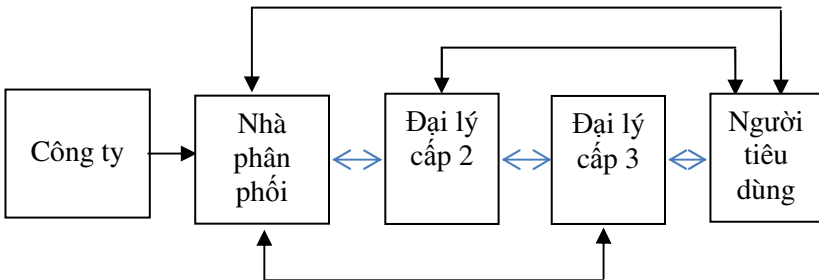 Công ty
Nhà
phân
phối
Đại lý
cấp 2
Đại lý
cấp 3
Người
tiêu
dùng